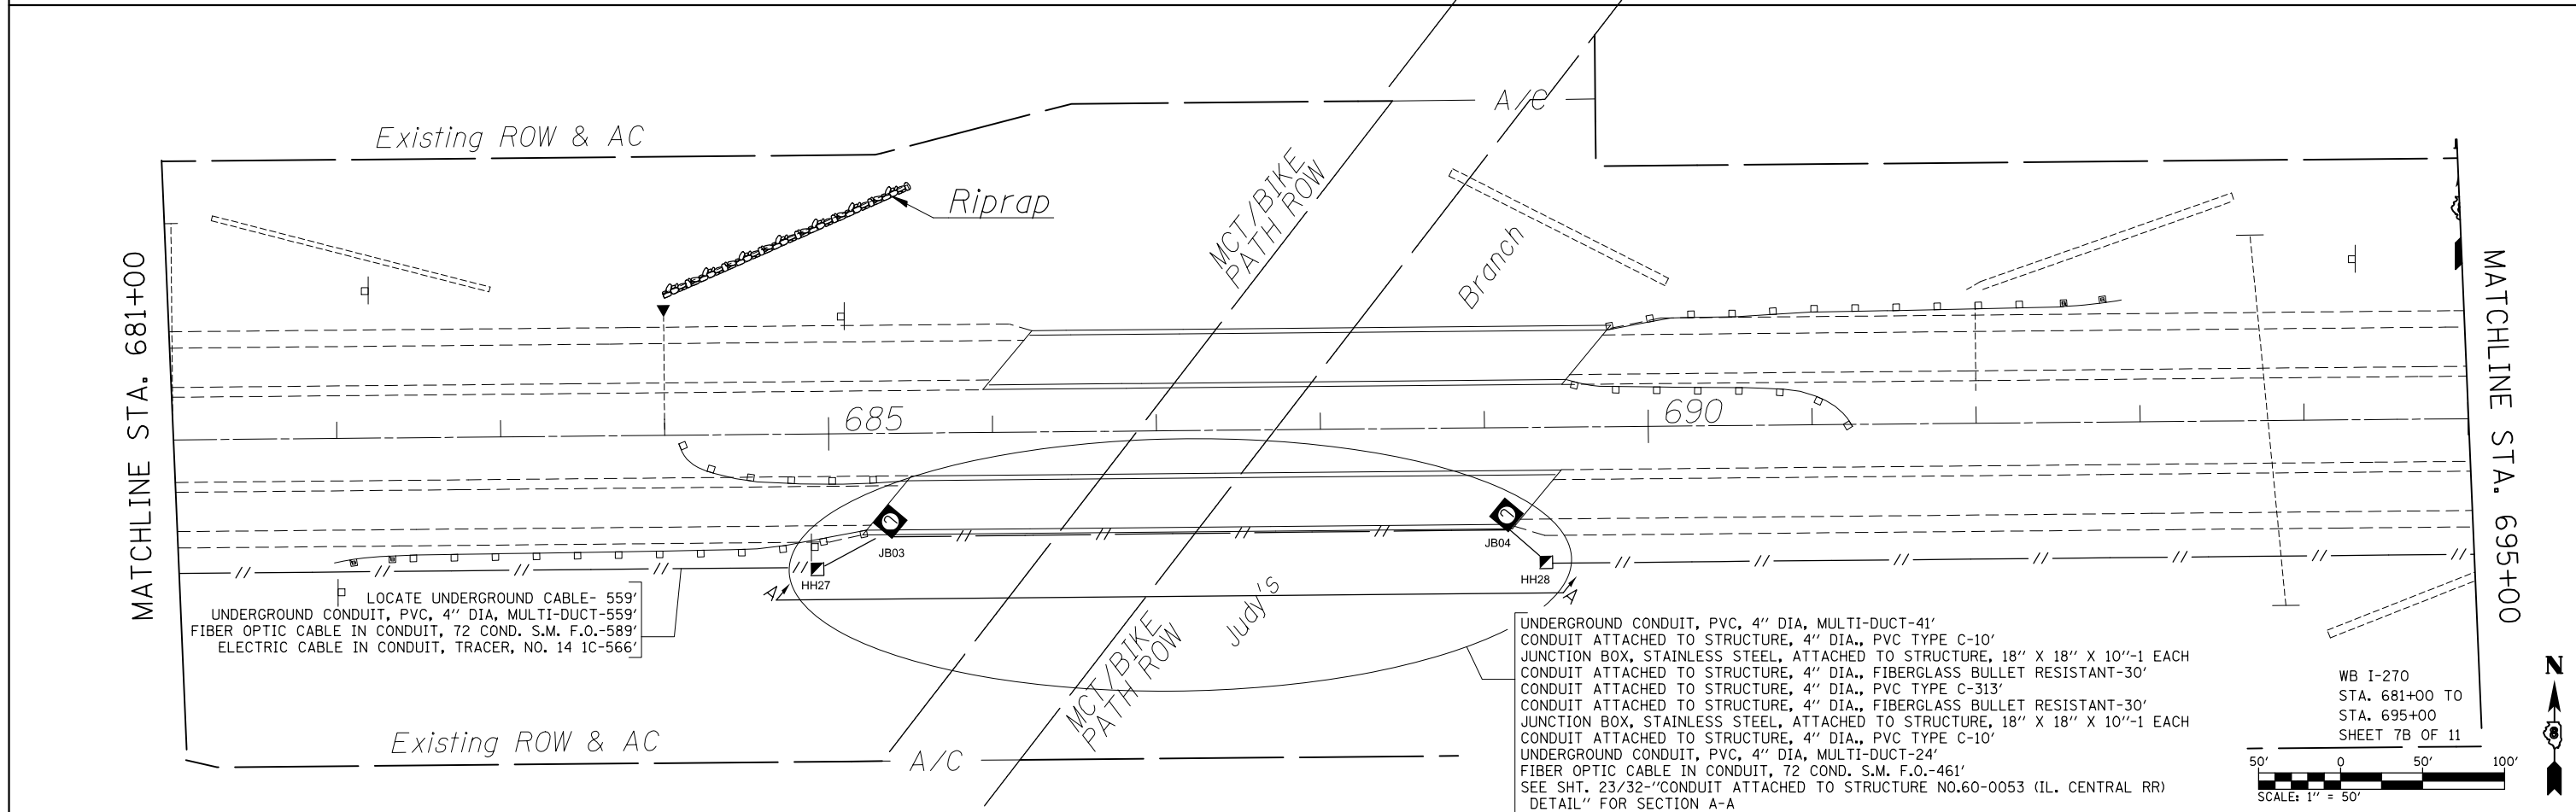 Existing ROW & AC
A/C
Riprap
MCT/BIKE
PATH ROW
Branch
MATCHLINE STA. 681+00
MATCHLINE STA. 695+00
685
690
JB03
JB04
HH27
HH28
A
A
LOCATE UNDERGROUND CABLE- 559'
UNDERGROUND CONDUIT, PVC, 4" DIA, MULTI-DUCT-559'
FIBER OPTIC CABLE IN CONDUIT, 72 COND. S.M. F.O.-589'
ELECTRIC CABLE IN CONDUIT, TRACER, NO. 14 1C-566'
Judy's
MCT/BIKE
PATH ROW
UNDERGROUND CONDUIT, PVC, 4" DIA, MULTI-DUCT-41'
CONDUIT ATTACHED TO STRUCTURE, 4" DIA., PVC TYPE C-10'
JUNCTION BOX, STAINLESS STEEL, ATTACHED TO STRUCTURE, 18" X 18" X 10"-1 EACH
CONDUIT ATTACHED TO STRUCTURE, 4" DIA., FIBERGLASS BULLET RESISTANT-30'
CONDUIT ATTACHED TO STRUCTURE, 4" DIA., PVC TYPE C-313'
CONDUIT ATTACHED TO STRUCTURE, 4" DIA., FIBERGLASS BULLET RESISTANT-30'
JUNCTION BOX, STAINLESS STEEL, ATTACHED TO STRUCTURE, 18" X 18" X 10"-1 EACH
CONDUIT ATTACHED TO STRUCTURE, 4" DIA., PVC TYPE C-10'
UNDERGROUND CONDUIT, PVC, 4" DIA, MULTI-DUCT-24'
FIBER OPTIC CABLE IN CONDUIT, 72 COND. S.M. F.O.-461'
SEE SHT. 23/32-"CONDUIT ATTACHED TO STRUCTURE NO.60-0053 (IL. CENTRAL RR)
DETAIL" FOR SECTION A-A
Existing ROW & AC
A/C
WB I-270
STA. 681+00 TO
STA. 695+00
SHEET 7B OF 11
N
8
50' 0 50' 100'
SCALE: 1" = 50'